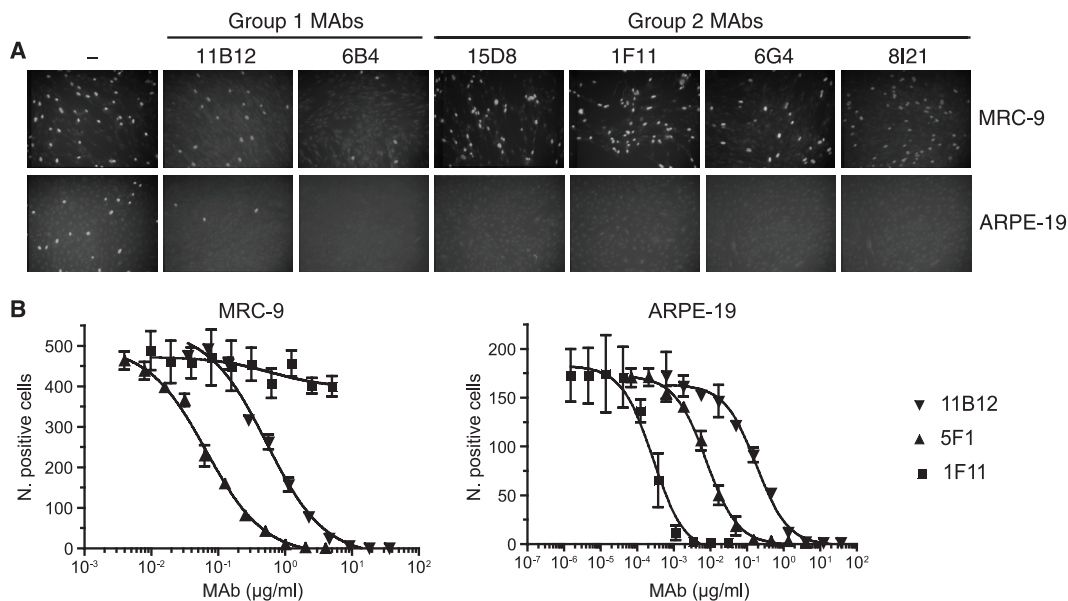 Group 1 MAbs Group 2 MAbs
A – 11B12 6B4 15D8 1F11 6G4 8I21
MRC-9
ARPE-19
B MRC-9 ARPE-19
500
400
300
200
100
0
N. positive cells
10-3 10-2 10-1 100 101 102
MAb (µg/ml)
200
150
100
50
0
N. positive cells
10-7 10-6 10-5 10-4 10-3 10-2 10-1 100 101 102
MAb (µg/ml)
11B12
5F1
1F11